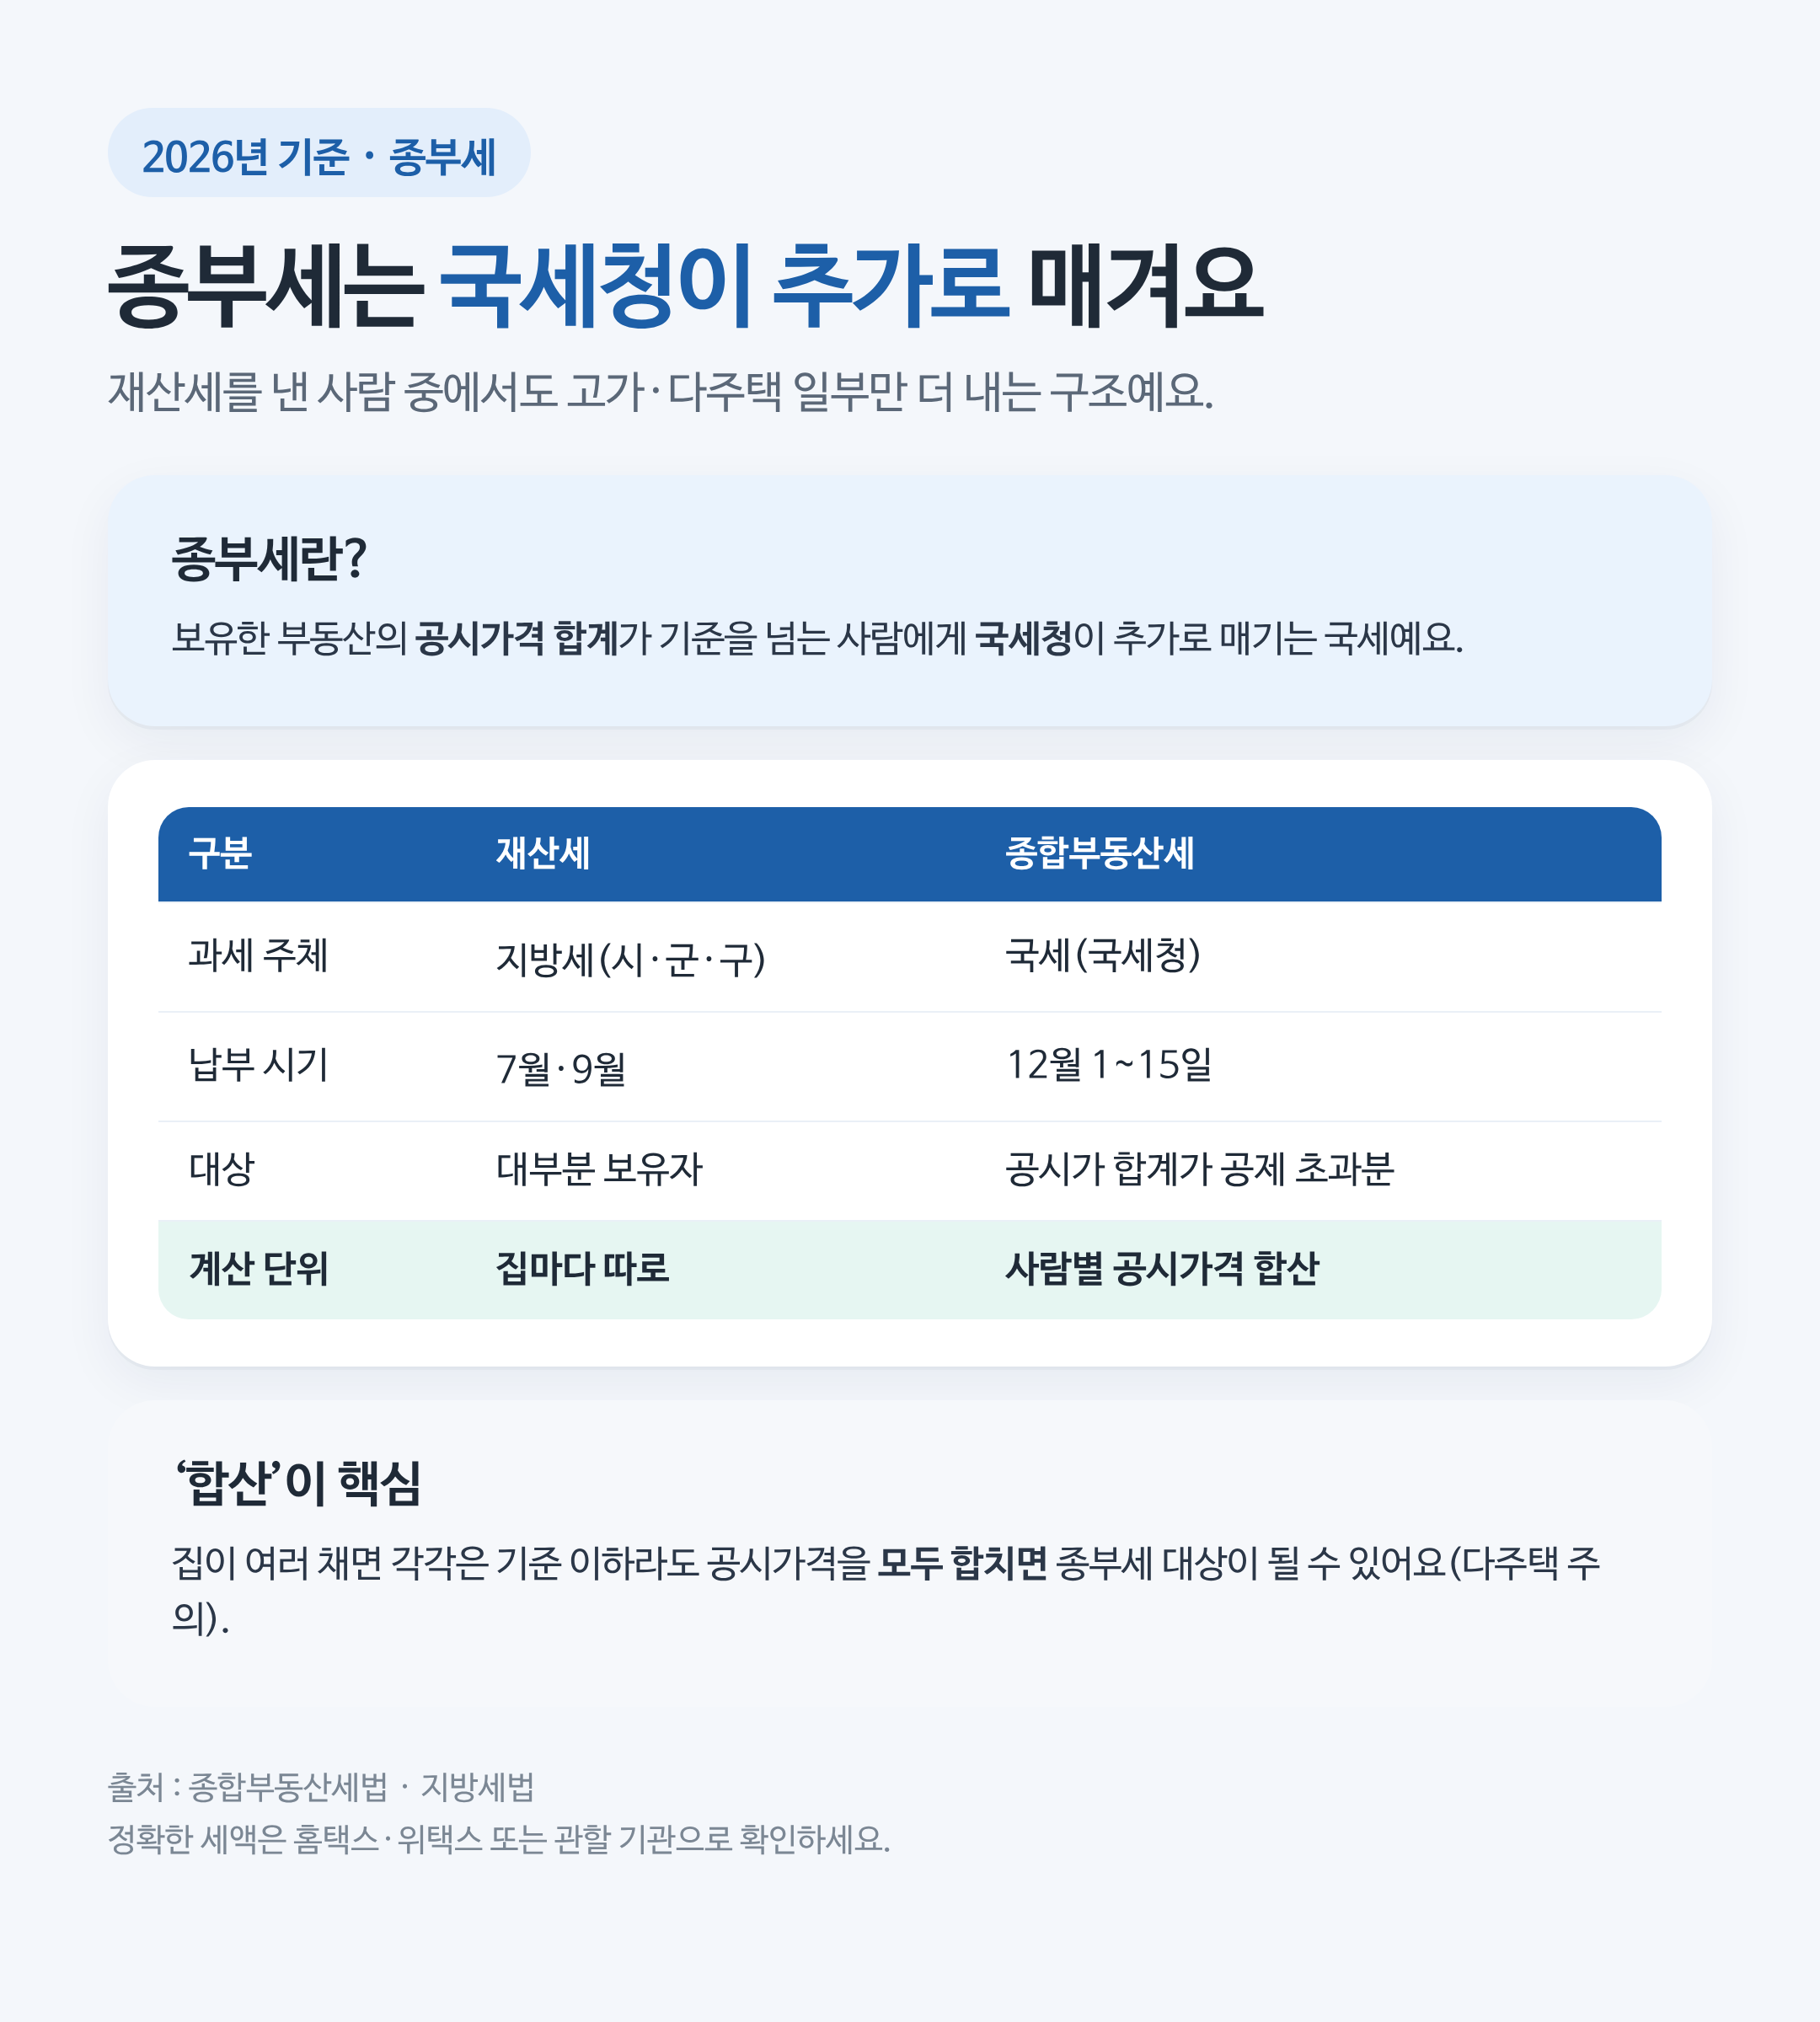 2026년 기준 · 종부세
종부세는 국세청이 추가로 매겨요
재산세를 낸 사람 중에서도 고가·다주택 일부만 더 내는 구조예요.
종부세란?
보유한 부동산의 공시가격 합계가 기준을 넘는 사람에게 국세청이 추가로 매기는 국세예요.
구분 재산세 종합부동산세
과세 주체 지방세(시·군·구) 국세(국세청)
납부 시기 7월·9월 12월 1~15일
대상 대부분 보유자 공시가 합계가 공제 초과분
계산 단위 집마다 따로 사람별 공시가격 합산
‘합산’이 핵심
집이 여러 채면 각각은 기준 이하라도 공시가격을 모두 합치면 종부세 대상이 될 수 있어요(다주택 주
의).
출처 : 종합부동산세법 · 지방세법
정확한 세액은 홈택스·위택스 또는 관할 기관으로 확인하세요.